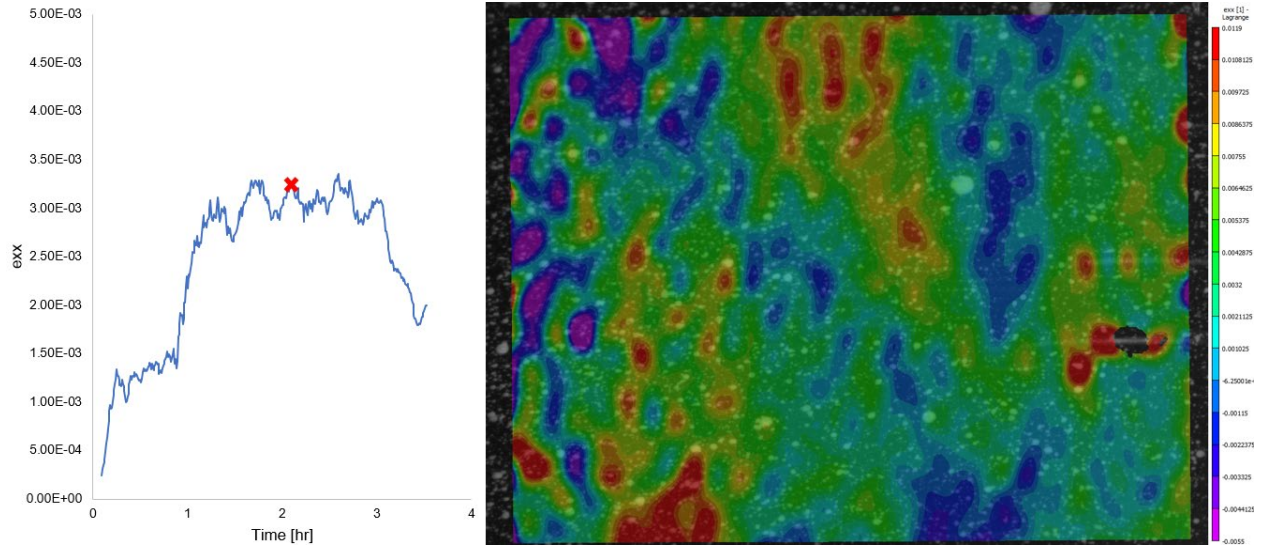 5.00E-03
4.50E-03
4.00E-03
3.50E-03
3.00E-03
2.50E-03
2.00E-03
1.50E-03
1.00E-03
5.00E-04
0.00E+00
exx
0 1 2 3 4
Time [hr]
exx [1] -
Lagrange
0.0119
0.0108125
0.009725
0.0086375
0.00755
0.0064625
0.005375
0.0042875
0.0032
0.0021125
0.001025
-6.25001e-
-0.00115
-0.0022375
-0.003325
-0.0044125
-0.0055